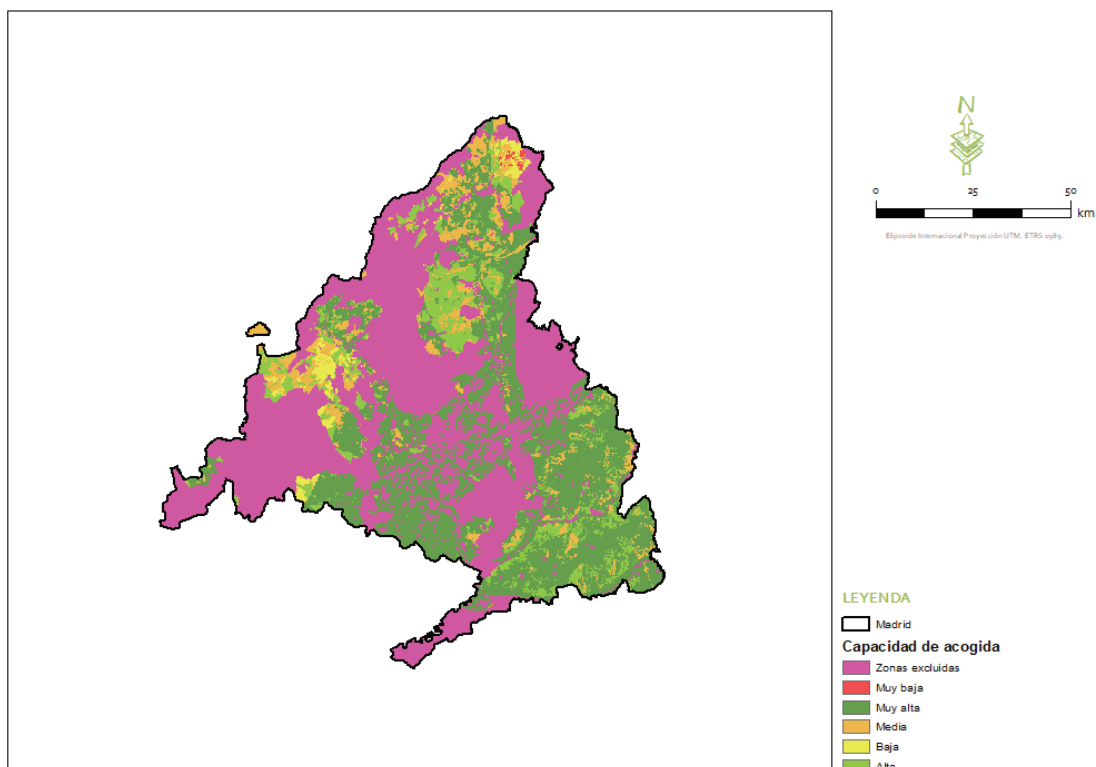 N
0 25 50
km
Elipsoide Internacional Proyección UTM. ETRS 1989.
LEYENDA
Madrid
Capacidad de acogida
Zonas excluidas
Muy baja
Muy alta
Media
Baja
Alta